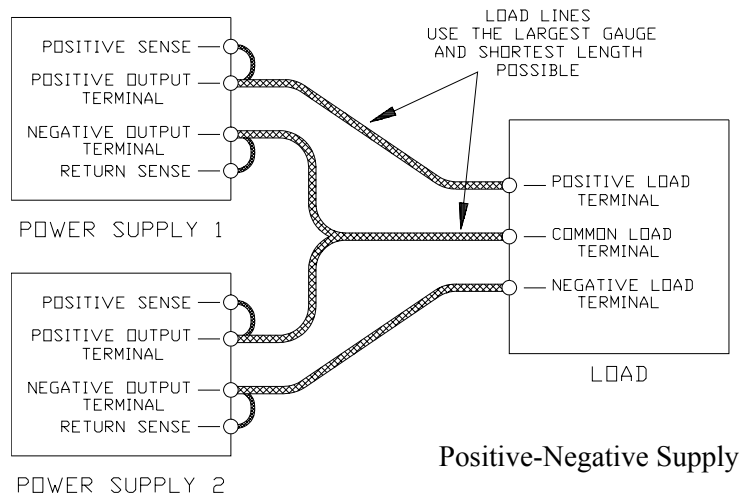 POSITIVE SENSE
POSITIVE OUTPUT
TERMINAL
NEGATIVE OUTPUT
TERMINAL
RETURN SENSE
POWER SUPPLY 1
LOAD LINES
USE THE LARGEST GAUGE
AND SHORTEST LENGTH
POSSIBLE
POSITIVE LOAD
TERMINAL
COMMON LOAD
TERMINAL
NEGATIVE LOAD
TERMINAL
LOAD
POSITIVE SENSE
POSITIVE OUTPUT
TERMINAL
NEGATIVE OUTPUT
TERMINAL
RETURN SENSE
POWER SUPPLY 2
Positive-Negative Supply